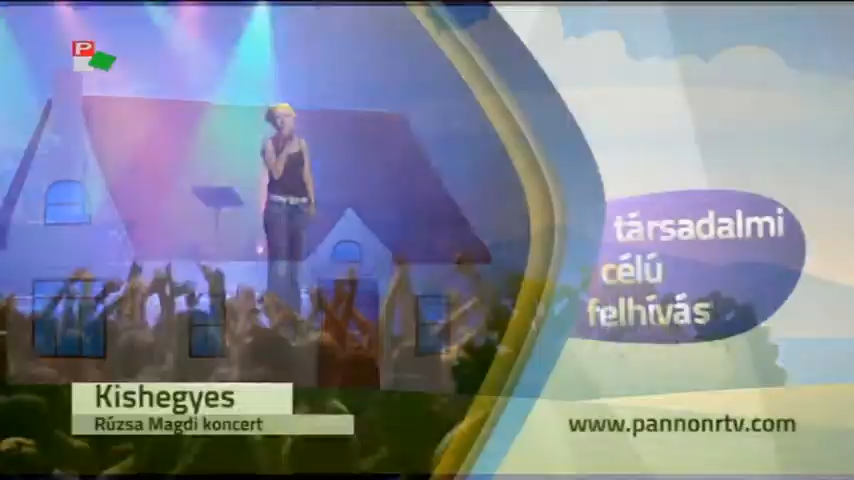 P
társadalmi
célú
felhívás
Kishegyes
Rúzsa Magdi koncert
www.pannonrtv.com